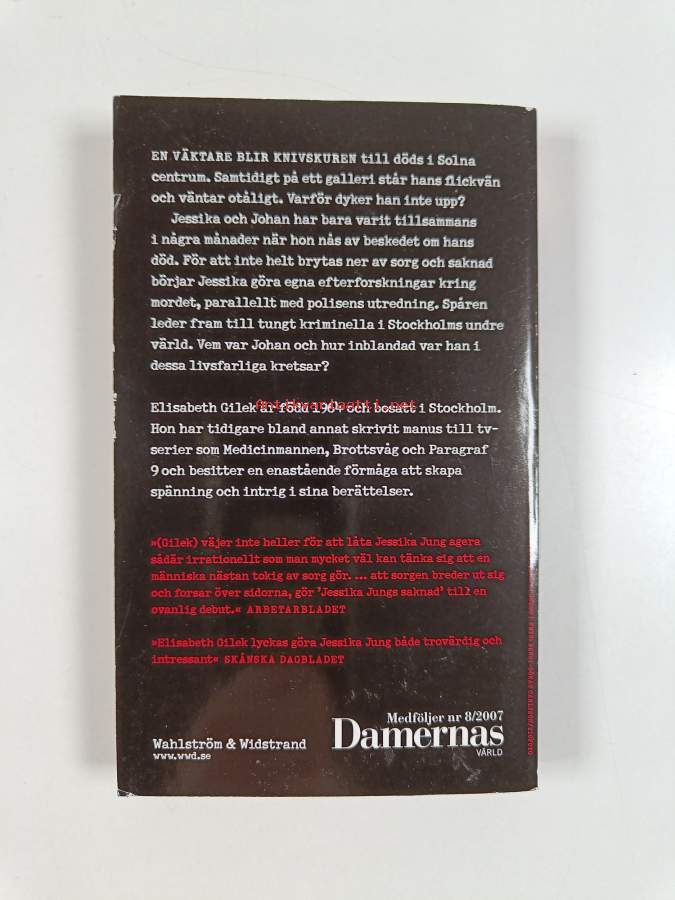 EN VÄKTARE BLIR KNIVSKUREN till döds i Solna
centrum. Samtidigt på ett galleri står hans flickvän
och väntar otåligt. Varför dyker han inte upp?
Jessika och Johan har bara varit tillsammans
i några månader när hon nås av beskedet om hans
död. För att inte helt brytas ner av sorg och saknad
börjar Jessika göra egna efterforskningar kring
mordet, parallellt med polisens utredning. Spåren
leder fram till tungt kriminella i Stockholms undre
värld. Vem var Johan och hur inblandad var han i
dessa livsfarliga kretsar?
Antikvariaatti.net
Elisabeth Gilek är född 1964 och bosatt i Stockholm.
Hon har tidigare bland annat skrivit manus till tv-
serier som Medicinmannen, Brottsvåg och Paragraf
9 och besitter en enastående förmåga att skapa
spänning och intrig i sina berättelser.
»(Gilek) väjer inte heller för att låta Jessika Jung agera
sådär irrationellt som man mycket väl kan tänka sig att en
människa nästan tokig av sorg gör. ... att sorgen breder ut sig
och forsar över sidorna, gör 'Jessika Jungs saknad' till en
ovanlig debut.« ARBETARBLADET
»Elisabeth Gilek lyckas göra Jessika Jung både trovärdig och
intressant« SKÅNSKA DAGBLADET
Medföljer nr 8/2007
Damernas
VÄRLD
Wahlström & Widstrand
www.wwd.se